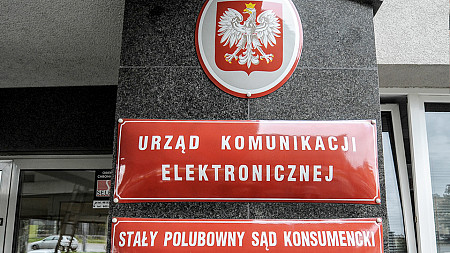 URZĄD KOMUNIKACJI
ELEKTRONICZNEJ
STAŁY POLUBOWNY SĄD KONSUMENCKI